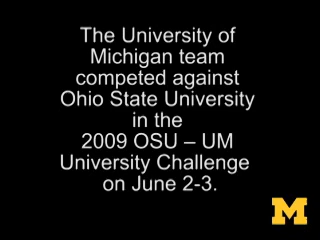 The University of
Michigan team
competed against
Ohio State University
in the
2009 OSU – UM
University Challenge
on June 2-3.
M